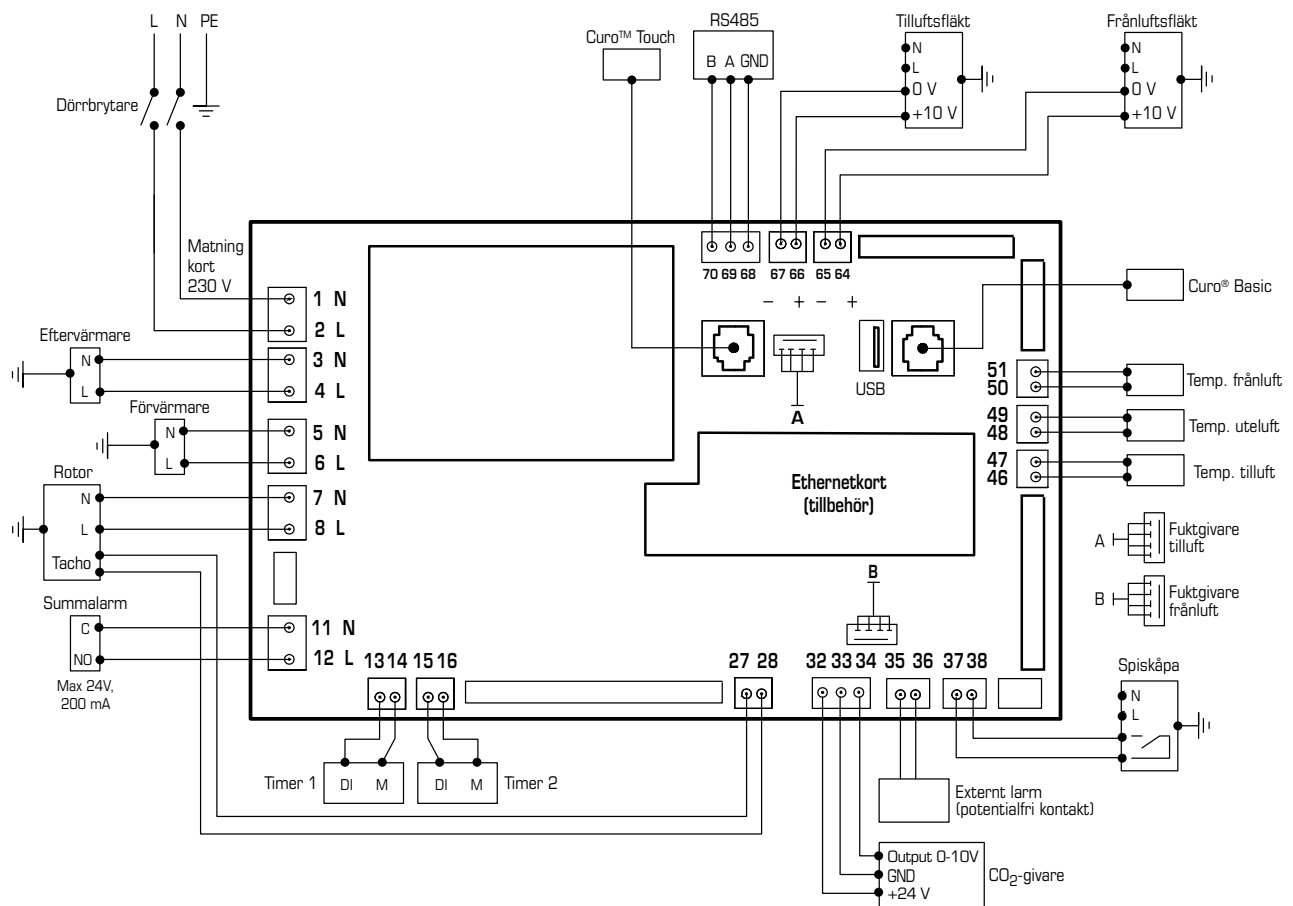 L N PE
Dörrbrytare
Curo™ Touch
RS485
B A GND
Tilluftsfläkt
N
L
0 V
+10 V
Frånluftsfläkt
N
L
0 V
+10 V
Matning
kort
230 V
70 69 68
67 66
65 64
– + – +
1 N
2 L
3 N
4 L
5 N
6 L
7 N
8 L
11 N
12 L
Eftervärmare
N
L
Förvärmare
N
L
Rotor
N
L
Tacho
Summalarm
C
NO
Max 24V,
200 mA
USB
A
Curo® Basic
51
50
Temp. frånluft
49
48
Temp. uteluft
47
46
Temp. tilluft
Ethernetkort
(tillbehör)
B
A
Fuktgivare
tilluft
B
Fuktgivare
frånluft
13 14 15 16
27 28
32 33 34
35 36
37 38
Timer 1
DI M
DI M
Timer 2
Spiskåpa
N
L
Externt larm
(potentialfri kontakt)
Output 0-10V
GND
+24 V
CO₂-givare